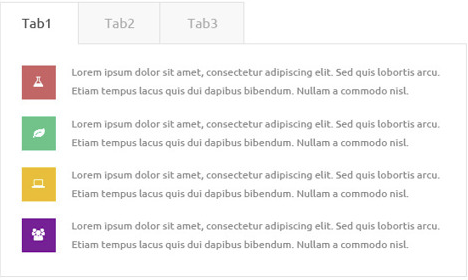 Tab1 Tab2 Tab3
Lorem ipsum dolor sit amet, consectetur adipiscing elit. Sed quis lobortis arcu.
Etiam tempus lacus quis dui dapibus bibendum. Nullam a commodo nisl.
Lorem ipsum dolor sit amet, consectetur adipiscing elit. Sed quis lobortis arcu.
Etiam tempus lacus quis dui dapibus bibendum. Nullam a commodo nisl.
Lorem ipsum dolor sit amet, consectetur adipiscing elit. Sed quis lobortis arcu.
Etiam tempus lacus quis dui dapibus bibendum. Nullam a commodo nisl.
Lorem ipsum dolor sit amet, consectetur adipiscing elit. Sed quis lobortis arcu.
Etiam tempus lacus quis dui dapibus bibendum. Nullam a commodo nisl.